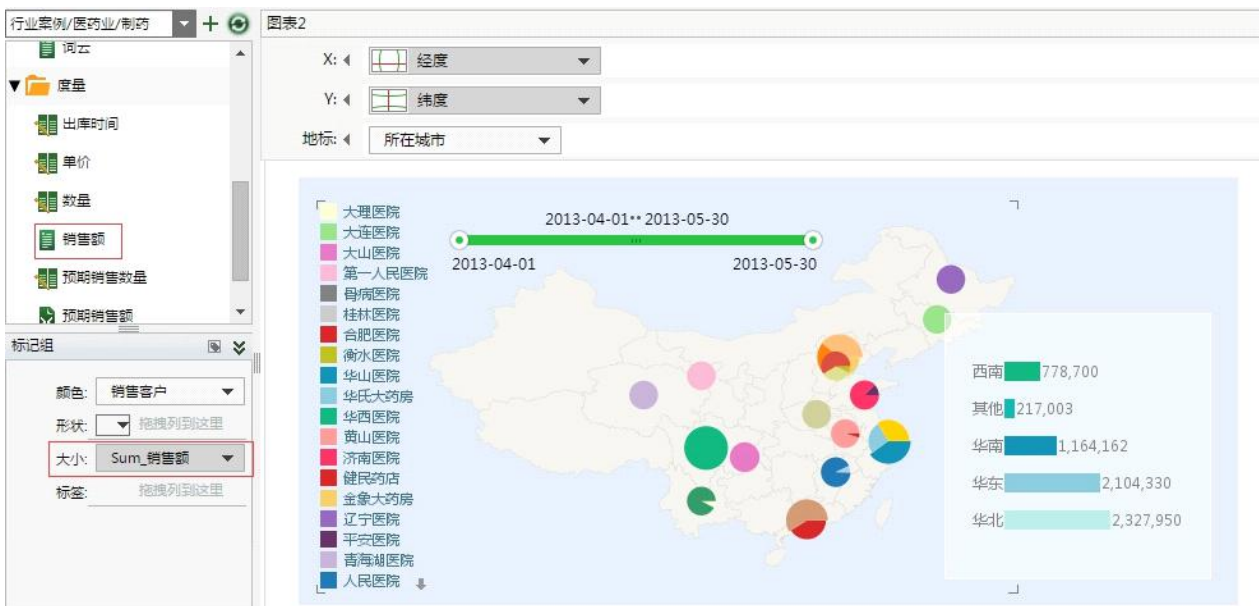 行业案例/医药业/制药
词云
度量
出库时间
单价
数量
销售额
预期销售数量
预期销售额
标记组
颜色: 销售客户
形状: 拖拽列到这里
大小: Sum_销售额
标签: 拖拽列到这里
图表2
X: 经度
Y: 纬度
地标: 所在城市
大理医院
大连医院
大山医院
第一人民医院
骨病医院
桂林医院
合肥医院
衡水医院
华山医院
华氏大药房
华西医院
黄山医院
济南医院
健民药店
金象大药房
辽宁医院
平安医院
青海湖医院
人民医院
2013-04-01••2013-05-30
2013-04-01
2013-05-30
西南 778,700
其他 217,003
华南 1,164,162
华东 2,104,330
华北 2,327,950